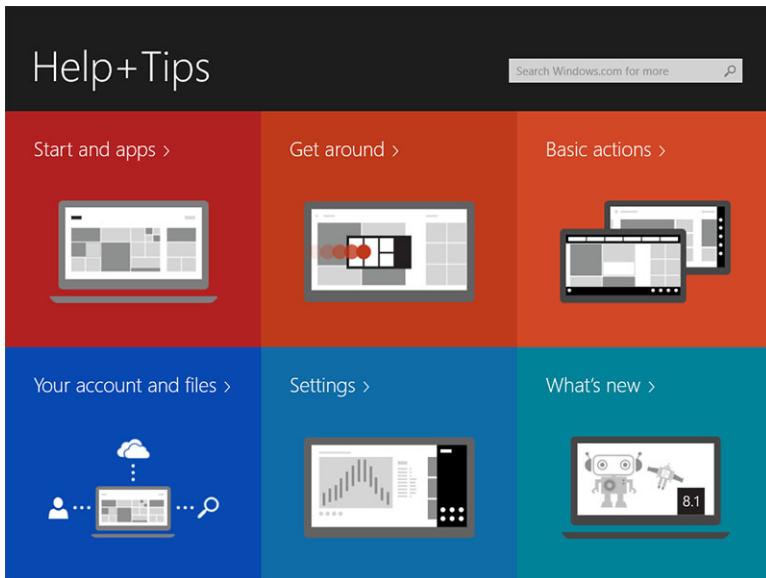 Help+Tips
Search Windows.com for more
Start and apps >
Get around >
Basic actions >
Your account and files >
Settings >
What's new >
8.1